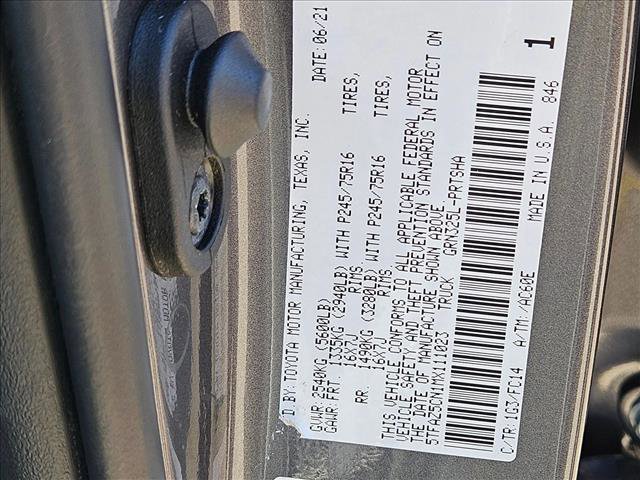 D BY: TOYOTA MOTOR MANUFACTURING, TEXAS, INC. DATE: 06/21
GVWR: 2540KG (5600LB)
GAWR: FRT. 1335KG (2940LB) WITH P245/75R16 TIRES,
16X7J RIMS
RR. 1490KG (3280LB) WITH P245/75R16 TIRES,
16X7J RIMS
THIS VEHICLE CONFORMS TO ALL APPLICABLE FEDERAL MOTOR
VEHICLE SAFETY AND THEFT PREVENTION STANDARDS IN EFFECT ON
THE DATE OF MANUFACTURE SHOWN ABOVE.
5TFAZ5CN1MX111023 TRUCK GRN325L-PRTSHA
1
C/TR: 1G3/FC14 A/TM: /AC60E MADE IN U.S.A. 846